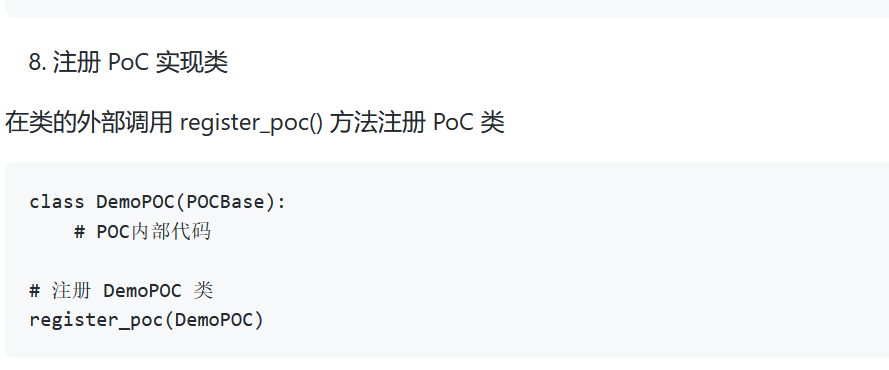 8. 注册 PoC 实现类
在类的外部调用 register_poc() 方法注册 PoC 类
class DemoPOC(POCBase):
    # POC内部代码
# 注册 DemoPOC 类
register_poc(DemoPOC)